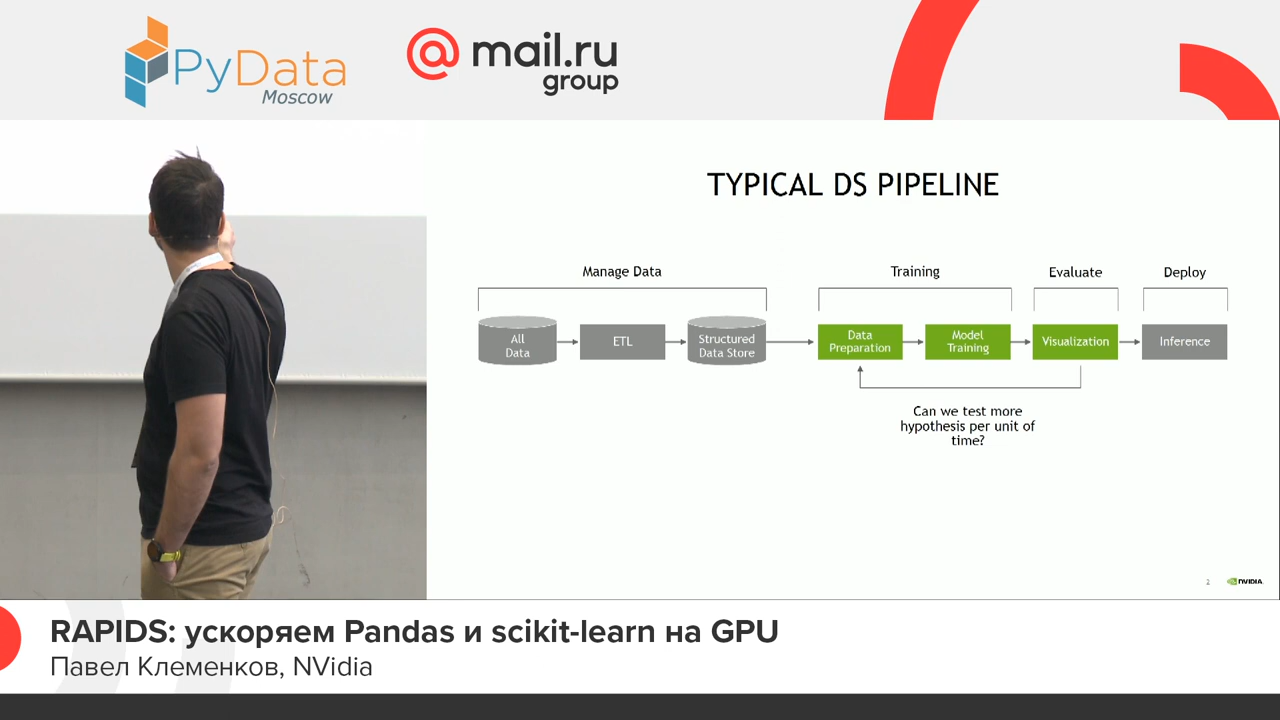 PyData
Moscow
@mail.ru
group
TYPICAL DS PIPELINE
Manage Data
Training
Evaluate
Deploy
All
Data
ETL
Structured
Data Store
Data
Preparation
Model
Training
Visualization
Inference
Can we test more
hypothesis per unit of
time?
2
NVIDIA
RAPIDS: ускоряем Pandas и scikit-learn на GPU
Павел Клеменков, NVidia